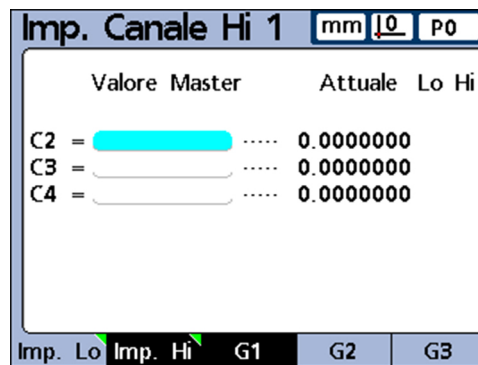 Imp. Canale Hi 1 mm 0 P0
Valore Master Attuale Lo Hi
C2 = ..... 0.0000000
C3 = ..... 0.0000000
C4 = ..... 0.0000000
Imp. Lo Imp. Hi G1 G2 G3